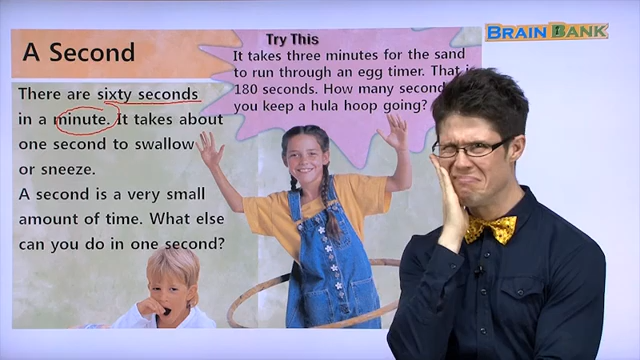 A Second
There are sixty seconds
in a minute. It takes about
one second to swallow
or sneeze.
A second is a very small
amount of time. What else
can you do in one second?
Try This
It takes three minutes for the sand
to run through an egg timer. That
180 seconds. How many
you keep a hula hoop going?
BRAIN BANK